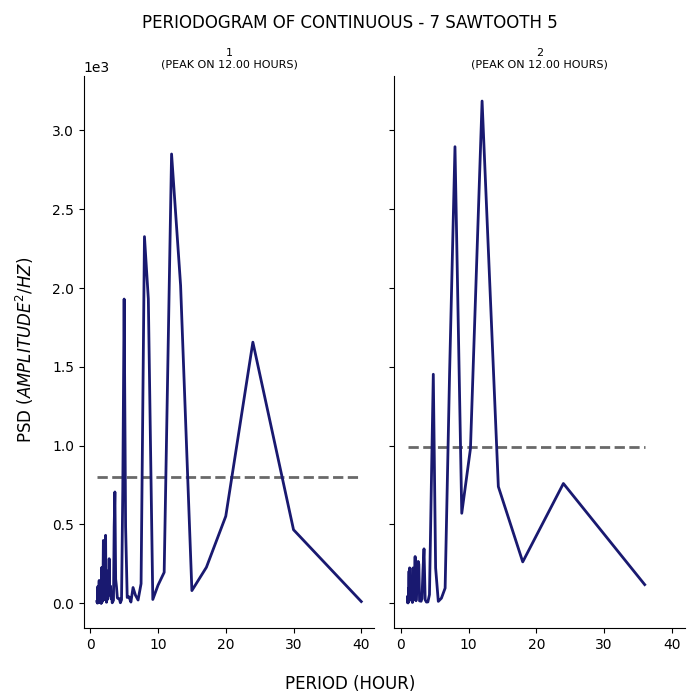 PERIODOGRAM OF CONTINUOUS - 7 SAWTOOTH 5
1
(PEAK ON 12.00 HOURS)
2
(PEAK ON 12.00 HOURS)
1e3
3.0
2.5
2.0
1.5
1.0
0.5
0.0
PSD (AMPLITUDE²/HZ)
0 10 20 30 40
0 10 20 30 40
PERIOD (HOUR)